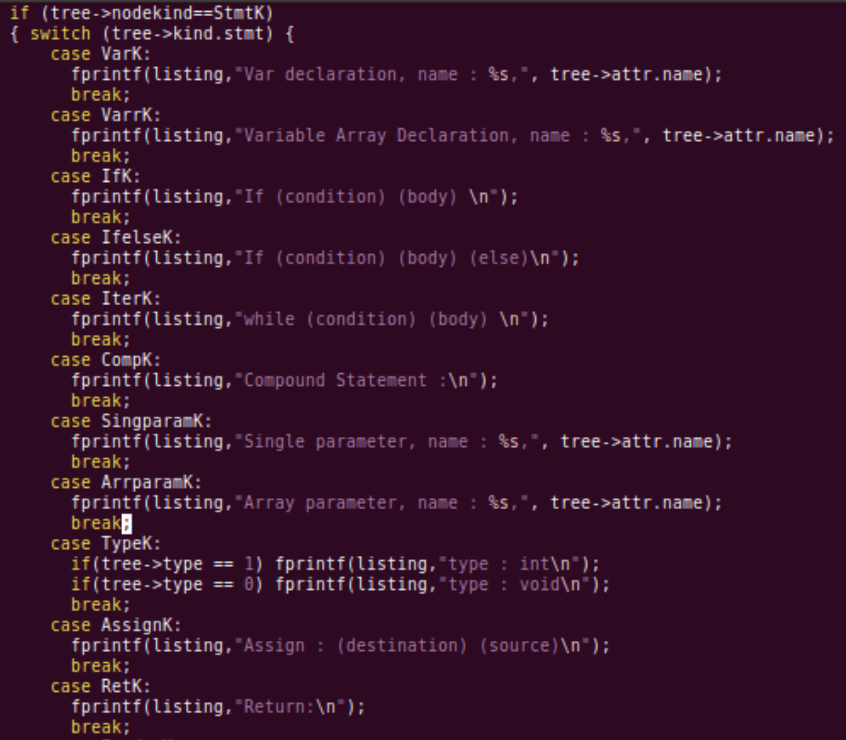 if (tree->nodekind==StmtK)
{ switch (tree->kind.stmt) {
    case VarK:
      fprintf(listing,"Var declaration, name : %s,", tree->attr.name);
      break;
    case VarrK:
      fprintf(listing,"Variable Array Declaration, name : %s,", tree->attr.name);
      break;
    case IfK:
      fprintf(listing,"If (condition) (body) \n");
      break;
    case IfelseK:
      fprintf(listing,"If (condition) (body) (else)\n");
      break;
    case IterK:
      fprintf(listing,"while (condition) (body) \n");
      break;
    case CompK:
      fprintf(listing,"Compound Statement :\n");
      break;
    case SingparamK:
      fprintf(listing,"Single parameter, name : %s,", tree->attr.name);
      break;
    case ArrparamK:
      fprintf(listing,"Array parameter, name : %s,", tree->attr.name);
      break;
    case TypeK:
      if(tree->type == 1) fprintf(listing,"type : int\n");
      if(tree->type == 0) fprintf(listing,"type : void\n");
      break;
    case AssignK:
      fprintf(listing,"Assign : (destination) (source)\n");
      break;
    case RetK:
      fprintf(listing,"Return:\n");
      break;